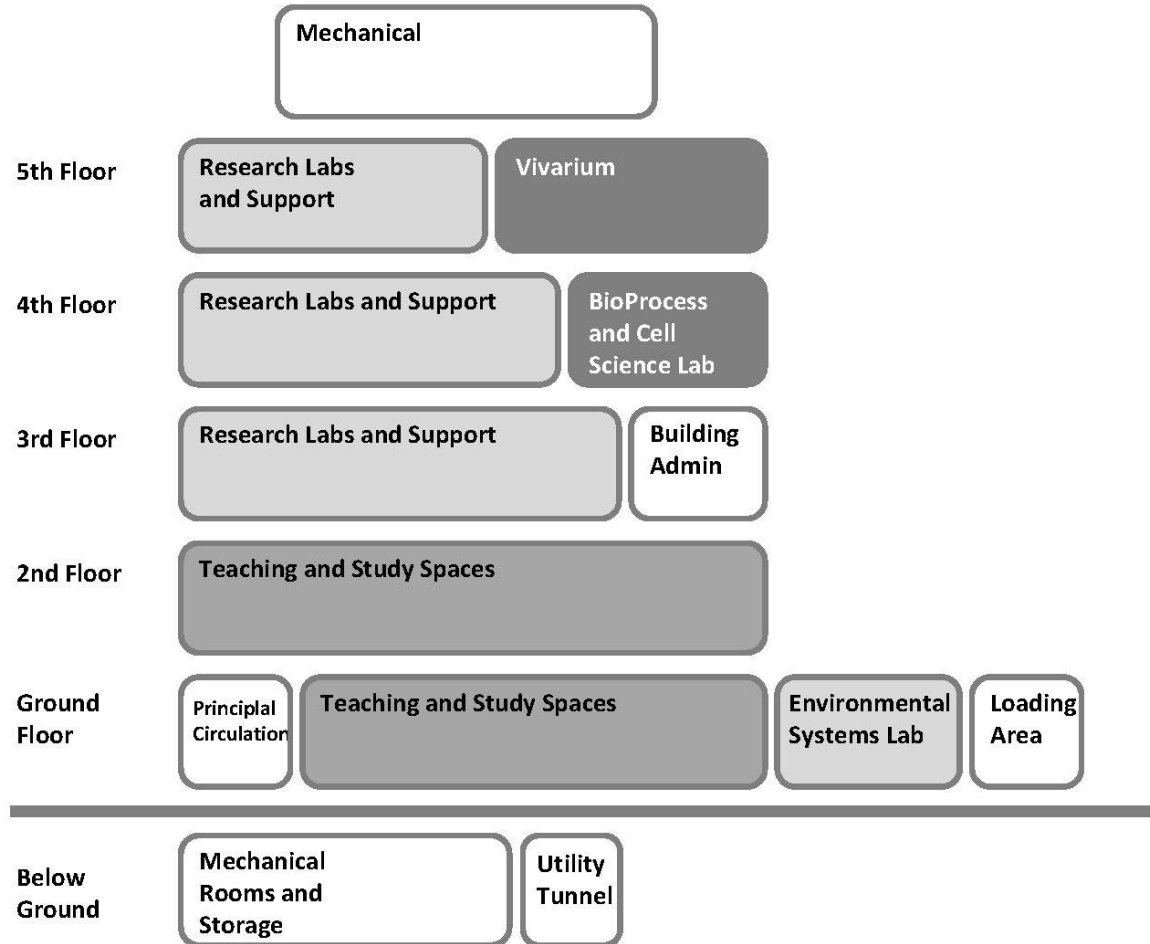 Mechanical
5th Floor
Research Labs
and Support
Vivarium
4th Floor
Research Labs and Support
BioProcess
and Cell
Science Lab
3rd Floor
Research Labs and Support
Building
Admin
2nd Floor
Teaching and Study Spaces
Ground
Floor
Principlal
Circulation
Teaching and Study Spaces
Environmental
Systems Lab
Loading
Area
Below
Ground
Mechanical
Rooms and
Storage
Utility
Tunnel